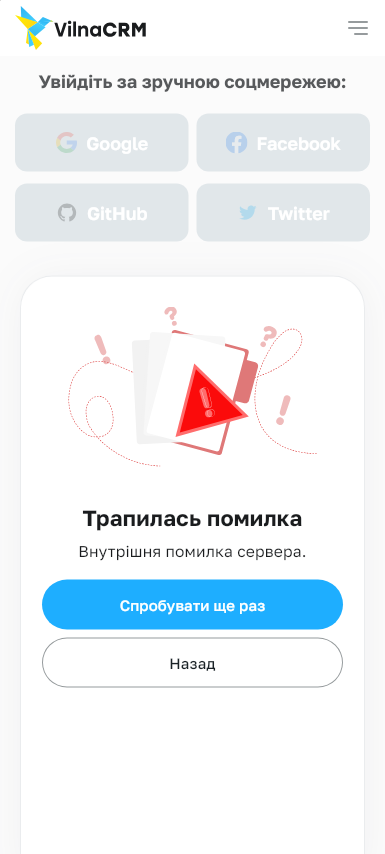 VilnaCRM
Увійдіть за зручною соцмережею:
Google
Facebook
GitHub
Twitter
Трапилась помилка
Внутрішня помилка сервера.
Спробувати ще раз
Назад